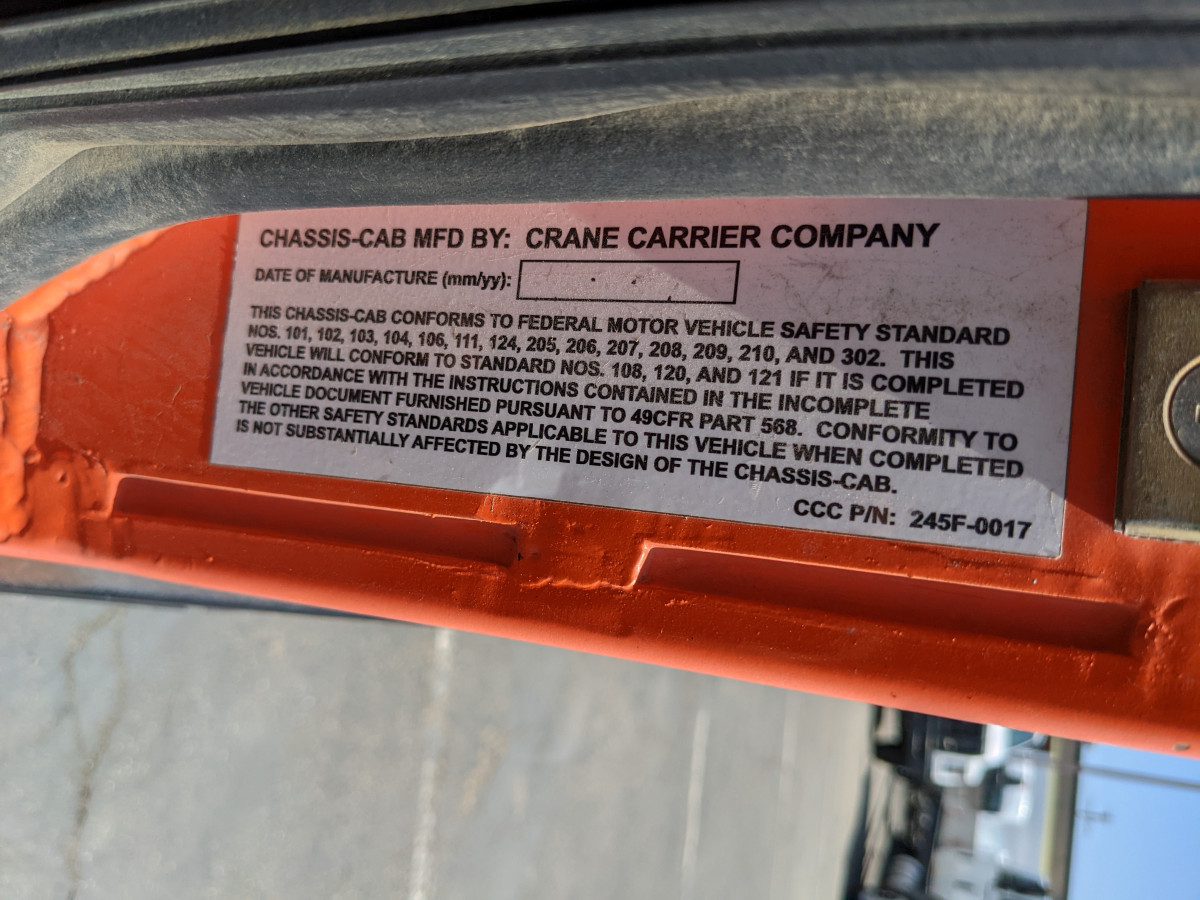 CHASSIS-CAB MFD BY: CRANE CARRIER COMPANY
DATE OF MANUFACTURE (mm/yy):
THIS CHASSIS-CAB CONFORMS TO FEDERAL MOTOR VEHICLE SAFETY STANDARD
NOS. 101, 102, 103, 104, 106, 111, 124, 205, 206, 207, 208, 209, 210, AND 302. THIS
VEHICLE WILL CONFORM TO STANDARD NOS. 108, 120, AND 121 IF IT IS COMPLETED
IN ACCORDANCE WITH THE INSTRUCTIONS CONTAINED IN THE INCOMPLETE
VEHICLE DOCUMENT FURNISHED PURSUANT TO 49CFR PART 568. CONFORMITY TO
THE OTHER SAFETY STANDARDS APPLICABLE TO THIS VEHICLE WHEN COMPLETED
IS NOT SUBSTANTIALLY AFFECTED BY THE DESIGN OF THE CHASSIS-CAB.
CCC P/N: 245F-0017